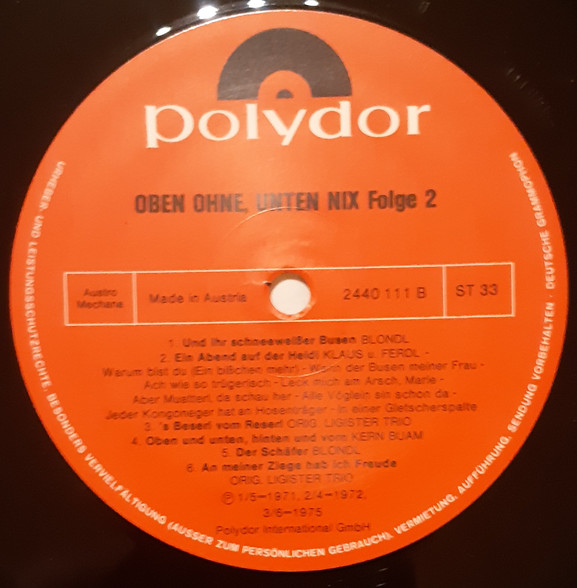 polydor
OBEN OHNE, UNTEN NIX Folge 2
Austro
Mechana
Made in Austria
2440 111 B
ST 33
1. Und ihr schneeweißer Busen BLONDL
2. Ein Abend auf der Heidi KLAUS u. FERDL -
Warum bist du (Ein bißchen mehr) - Wenn der Busen meiner Frau -
Ach wie so trügerisch - Leck mich am Arsch, Marie -
Aber Muatterl, da schau her - Alle Vöglein sin schon da -
Jeder Kongoneger hat an Hosenträger - In einer Gletscherspalte
3. 's Beserl vom Reserl ORIG. LIGISTER TRIO
4. Oben und unten, hinten und vorn KERN BUAM
5. Der Schäfer BLONDL
6. An meiner Ziege hab ich Freude
ORIG. LIGISTER TRIO
Ⓟ 1/5-1971, 2/4-1972,
3/6-1975
Polydor International GmbH
URHEBER- UND LEISTUNGSSCHUTZRECHTE. BESONDERS VERVIELFÄLTIGUNG (AUSSER ZUM PERSÖNLICHEN GEBRAUCH), VERMIETUNG, AUFFÜHRUNG, SENDUNG VORBEHALTEN · DEUTSCHE GRAMMOPHON